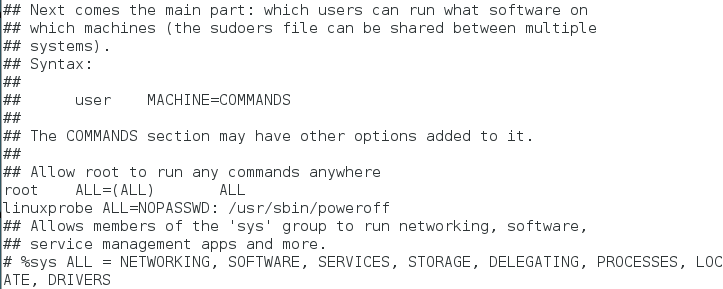 ## Next comes the main part: which users can run what software on
## which machines (the sudoers file can be shared between multiple
## systems).
## Syntax:
##
##      user    MACHINE=COMMANDS
##
## The COMMANDS section may have other options added to it.
##
## Allow root to run any commands anywhere
root    ALL=(ALL)       ALL
linuxprobe ALL=NOPASSWD: /usr/sbin/poweroff
## Allows members of the 'sys' group to run networking, software,
## service management apps and more.
# %sys ALL = NETWORKING, SOFTWARE, SERVICES, STORAGE, DELEGATING, PROCESSES, LOC
ATE, DRIVERS